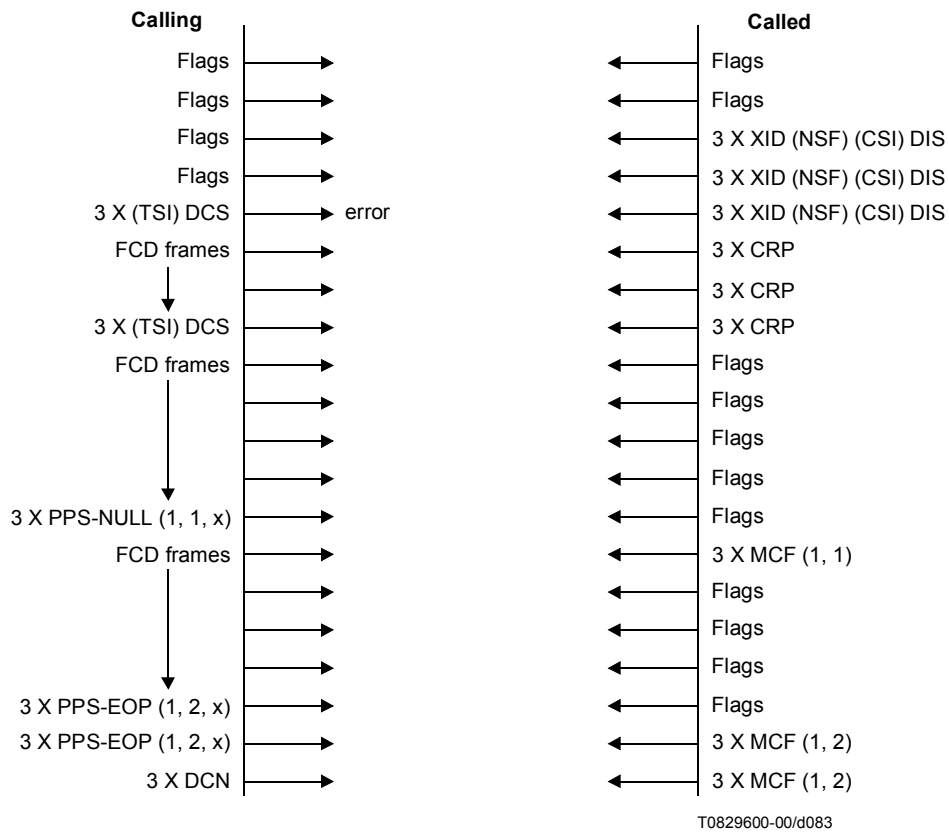 Calling Called
Flags Flags
Flags Flags
Flags 3 X XID (NSF) (CSI) DIS
Flags 3 X XID (NSF) (CSI) DIS
3 X (TSI) DCS error 3 X XID (NSF) (CSI) DIS
FCD frames 3 X CRP
3 X CRP
3 X (TSI) DCS 3 X CRP
FCD frames Flags
Flags
Flags
Flags
3 X PPS-NULL (1, 1, x) Flags
FCD frames 3 X MCF (1, 1)
Flags
Flags
Flags
3 X PPS-EOP (1, 2, x) Flags
3 X PPS-EOP (1, 2, x) 3 X MCF (1, 2)
3 X DCN 3 X MCF (1, 2)
T0829600-00/d083